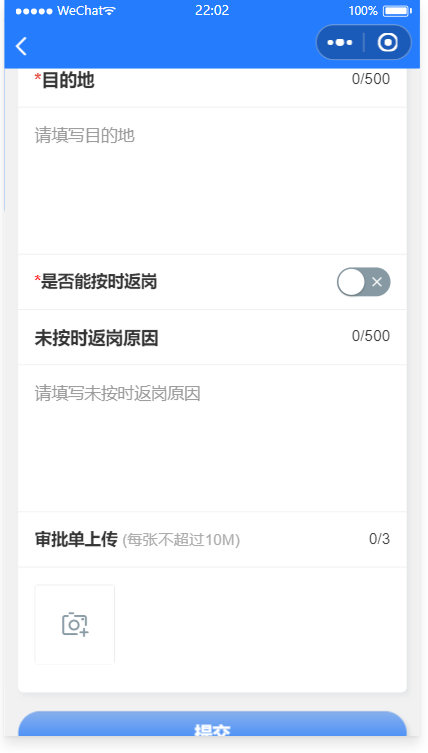 WeChat 22:02 100%
*目的地 0/500
请填写目的地
*是否能按时返岗
未按时返岗原因 0/500
请填写未按时返岗原因
审批单上传 (每张不超过10M) 0/3
提交